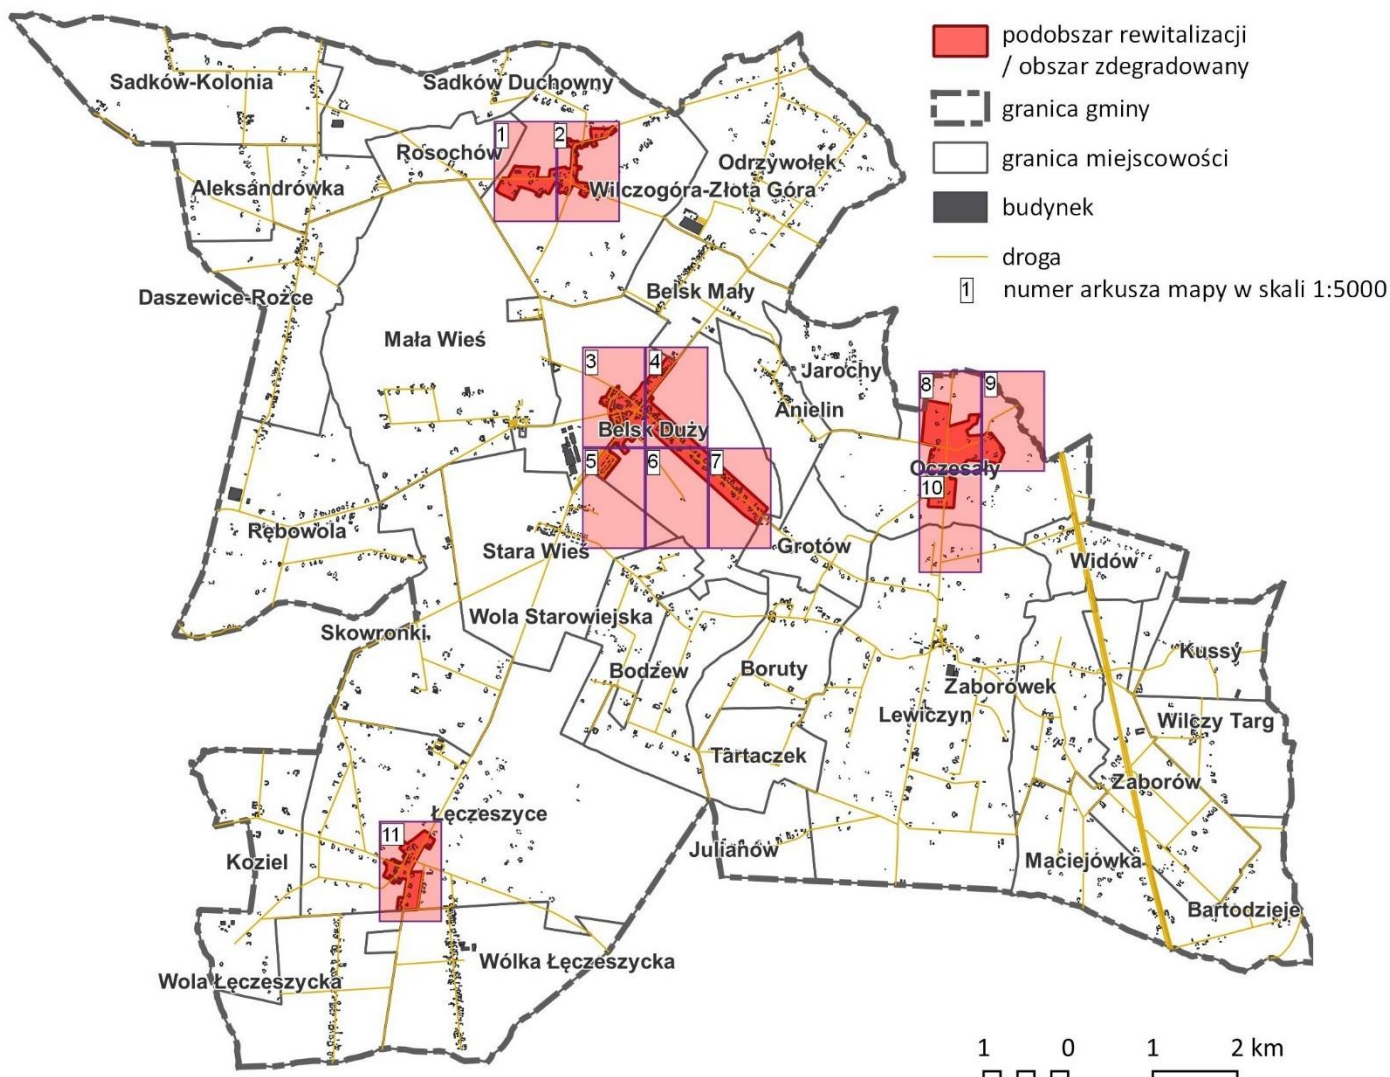 podobszar rewitalizacji
/ obszar zdegradowany
granica gminy
granica miejscowości
budynek
droga
1 numer arkusza mapy w skali 1:5000
Sadków-Kolonia
Sadków Duchowny
1
2
Rosochów
Odrzywołek
Aleksandrówka
Wilczogóra-Złota Góra
Daszewice-Rożce
Belsk Mały
Mała Wieś
3
4
Jarochy
8
9
Anielin
Belsk Duży
5
6
7
Oczesały
10
Rębowola
Stara Wieś
Grotów
Widów
Wola Starowiejska
Skowronki
Kussy
Bodzew
Boruty
Zaborówek
Lewiczyn
Wilczy Targ
Tartaczek
Zaborów
Łęczeszyce
11
Julianów
Koziel
Maciejówka
Bartodzieje
Wólka Łęczeszycka
Wola Łęczeszycka
1 0 1 2 km